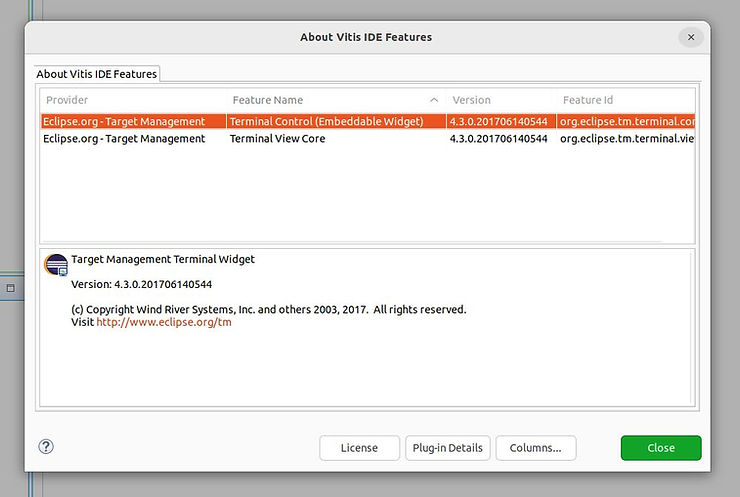 About Vitis IDE Features
About Vitis IDE Features
Provider Feature Name Version Feature Id
Eclipse.org - Target Management Terminal Control (Embeddable Widget) 4.3.0.201706140544 org.eclipse.tm.terminal.cor
Eclipse.org - Target Management Terminal View Core 4.3.0.201706140544 org.eclipse.tm.terminal.vie
Target Management Terminal Widget
Version: 4.3.0.201706140544
(c) Copyright Wind River Systems, Inc. and others 2003, 2017.  All rights reserved.
Visit http://www.eclipse.org/tm
? License Plug-in Details Columns... Close